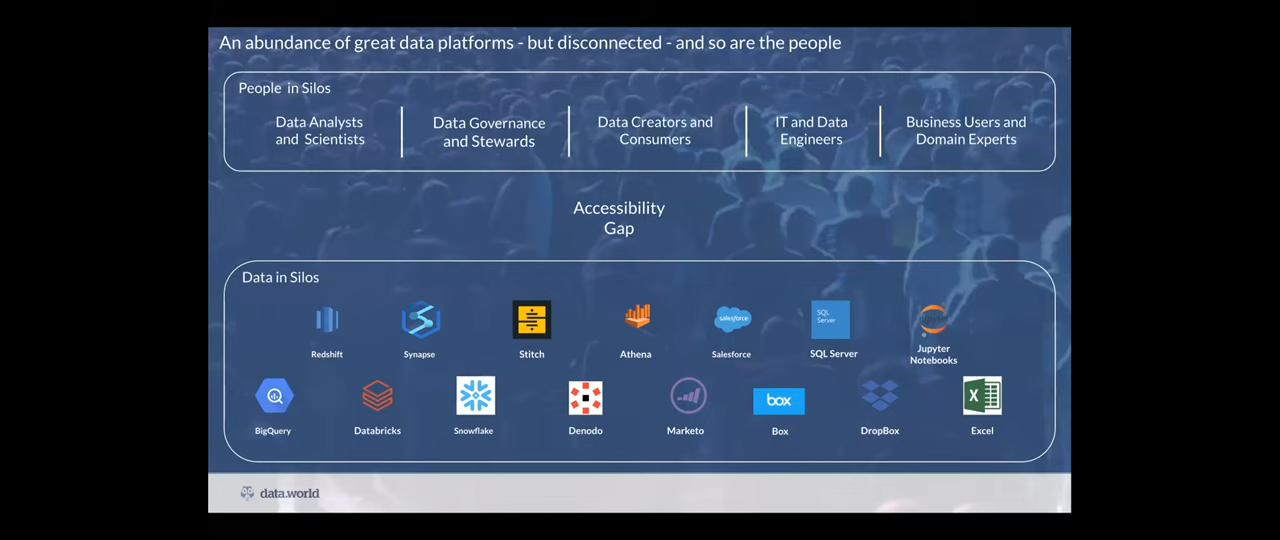 An abundance of great data platforms - but disconnected - and so are the people
People in Silos
Data Analysts
and Scientists
Data Governance
and Stewards
Data Creators and
Consumers
IT and Data
Engineers
Business Users and
Domain Experts
Accessibility
Gap
Data in Silos
Redshift
Synapse
Stitch
Athena
salesforce
Salesforce
SQL
Server
SQL Server
jupyter
Jupyter
Notebooks
BigQuery
Databricks
Snowflake
Denodo
Marketo
box
Box
DropBox
X
Excel
data.world